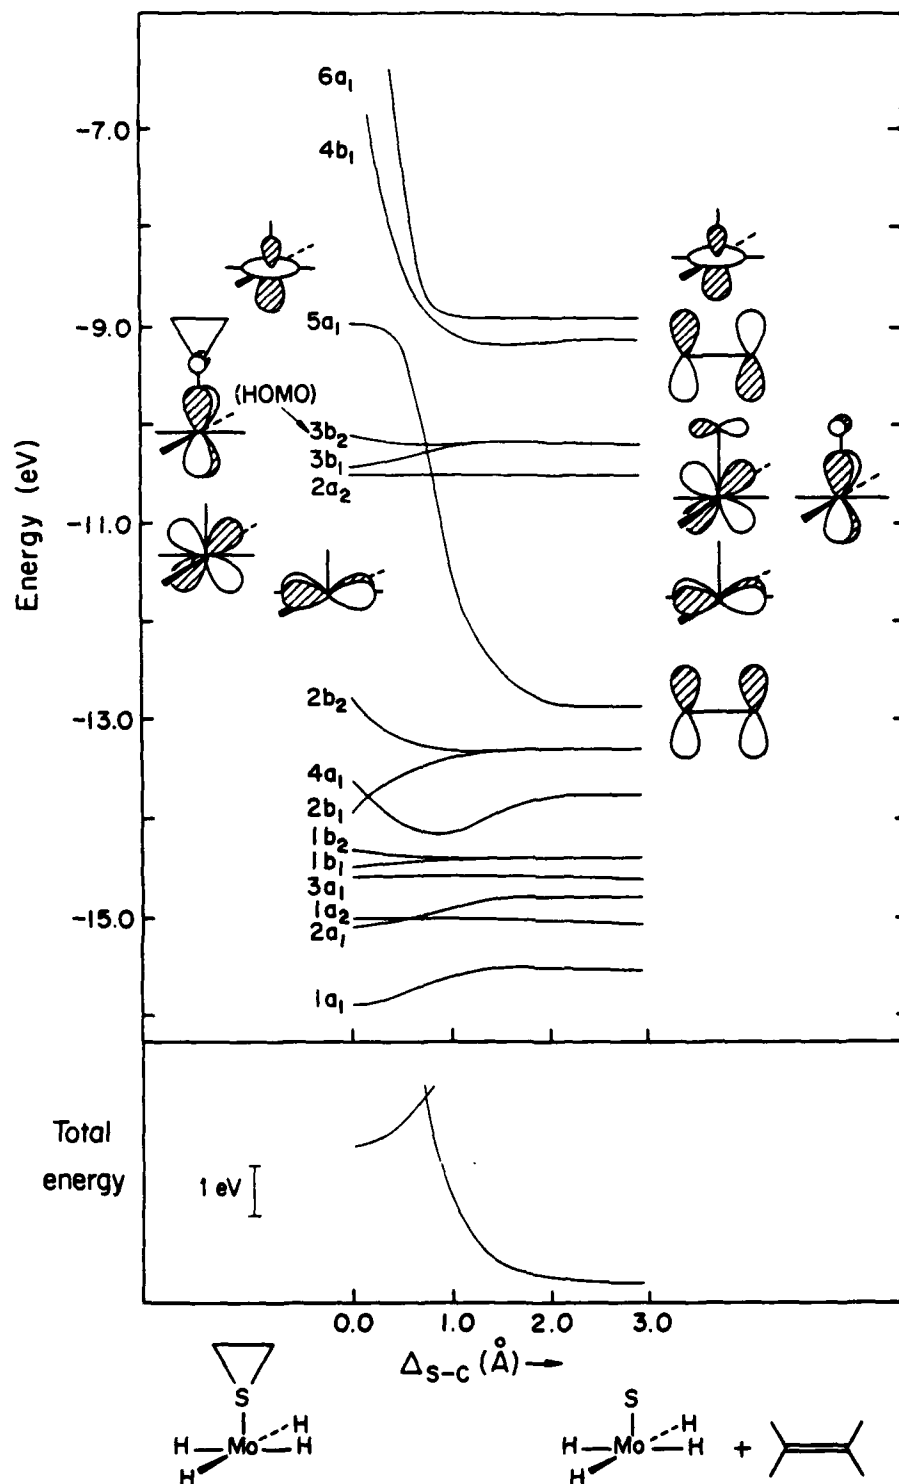 6a₁
-7.0
4b₁
5a₁
-9.0
(HOMO)
3b₂
3b₁
2a₂
Energy (eV)
-11.0
2b₂
-13.0
4a₁
2b₁
1b₂
1b₁
3a₁
1a₂
2a₁
-15.0
1a₁
Total
energy
1 eV
0.0 1.0 2.0 3.0
Δ_S-C (Å) →
S
H Mo H H H
S
H Mo H H H +